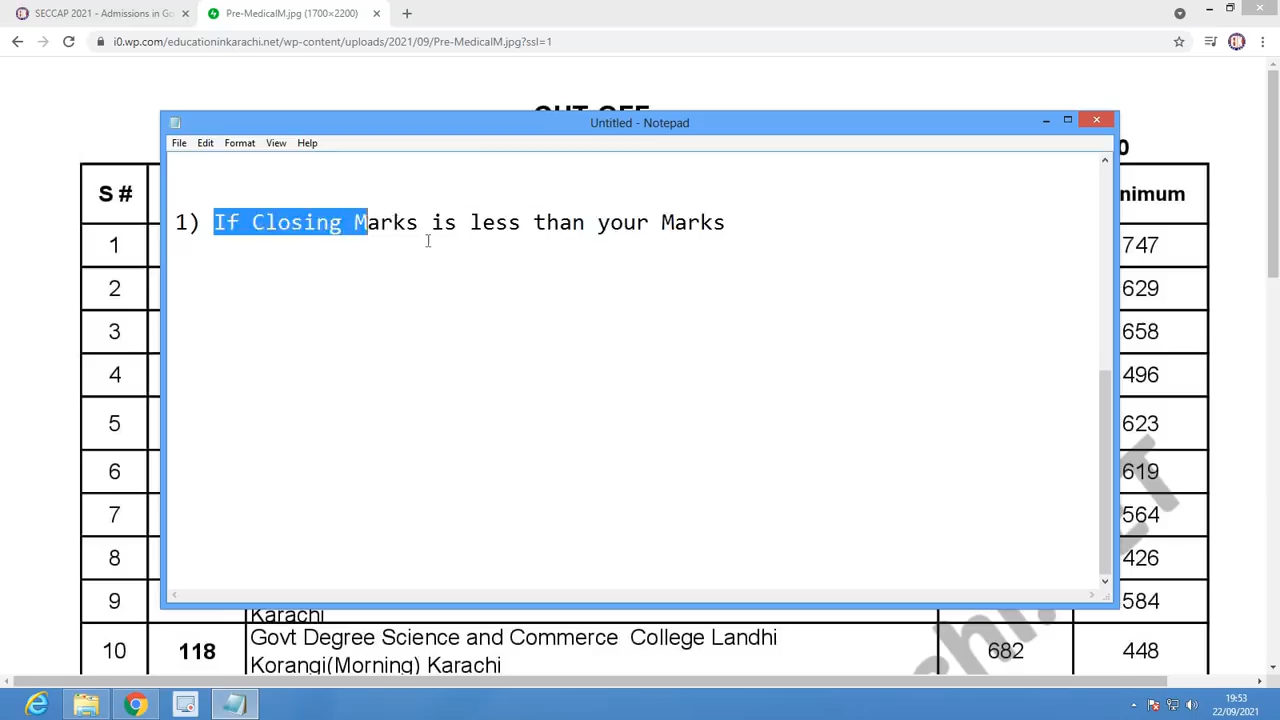 SECCAP 2021 - Admissions in Go
Pre-MedicalM.jpg (1700×2200)
i0.wp.com/educationinkarachi.net/wp-content/uploads/2021/09/Pre-MedicalM.jpg?ssl=1
CUT OFF
Untitled - Notepad
File Edit Format View Help
1) If Closing Marks is less than your Marks
0
S # nimum
1 747
2 629
3 658
4 496
5 623
6 619
7 564
8 426
9 Karachi 584
10 118 Govt Degree Science and Commerce College Landhi 682 448
Korangi(Morning) Karachi
19:53
22/09/2021